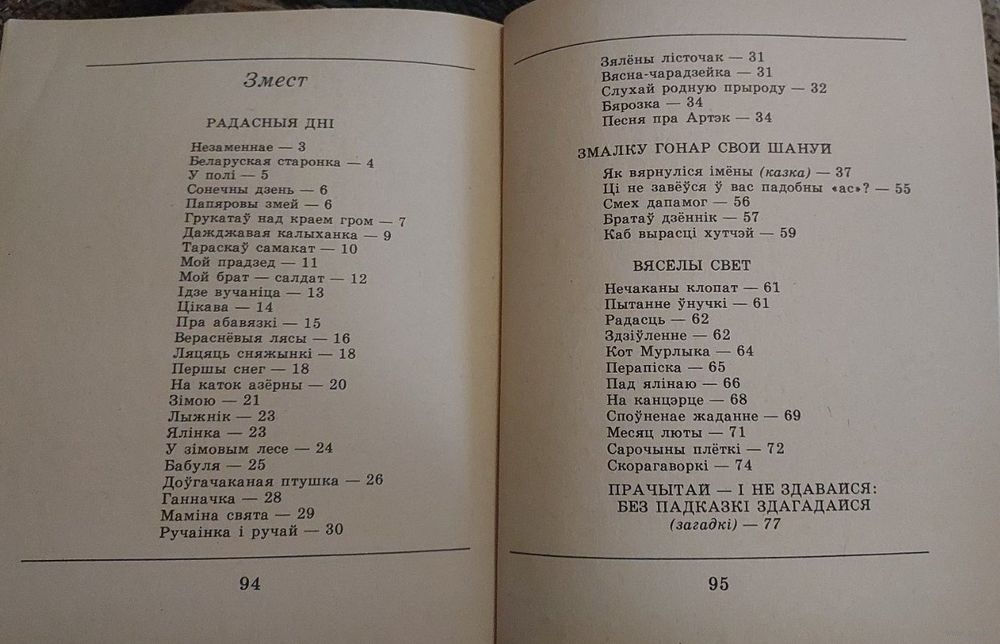 Змест
РАДАСНЫЯ ДНІ
Незаменнае — 3
Беларуская старонка — 4
У полі — 5
Сонечны дзень — 6
Папяровы змей — 6
Грукатаў над краем гром — 7
Дажджавая калыханка — 9
Тараскаў самакат — 10
Мой прадзед — 11
Мой брат — салдат — 12
Ідзе вучаніца — 13
Цікава — 14
Пра абавязкі — 15
Вераснёвыя лясы — 16
Ляцяць сняжынкі — 18
Першы снег — 18
На каток азёрны — 20
Зімою — 21
Лыжнік — 23
Ялінка — 23
У зімовым лесе — 24
Бабуля — 25
Доўгачаканая птушка — 26
Ганначка — 28
Маміна свята — 29
Ручаінка і ручай — 30
94
Зялёны лісточак — 31
Вясна-чарадзейка — 31
Слухай родную прыроду — 32
Бярозка — 34
Песня пра Артэк — 34
ЗМАЛКУ ГОНАР СВОЙ ШАНУЙ
Як вярнуліся імёны (казка) — 37
Ці не завёўся ў вас падобны «ас»? — 55
Смех дапамог — 56
Братаў дзённік — 57
Каб вырасці хутчэй — 59
ВЯСЁЛЫ СВЕТ
Нечаканы клопат — 61
Пытанне ўнучкі — 61
Радасць — 62
Здзіўленне — 62
Кот Мурлыка — 64
Перапіска — 65
Пад ялінаю — 66
На канцэрце — 68
Споўненае жаданне — 69
Месяц люты — 71
Сарочыны плёткі — 72
Скорагаворкі — 74
ПРАЧЫТАЙ — І НЕ ЗДАВАЙСЯ:
БЕЗ ПАДКАЗКІ ЗДАГАДАЙСЯ
(загадкі) — 77
95